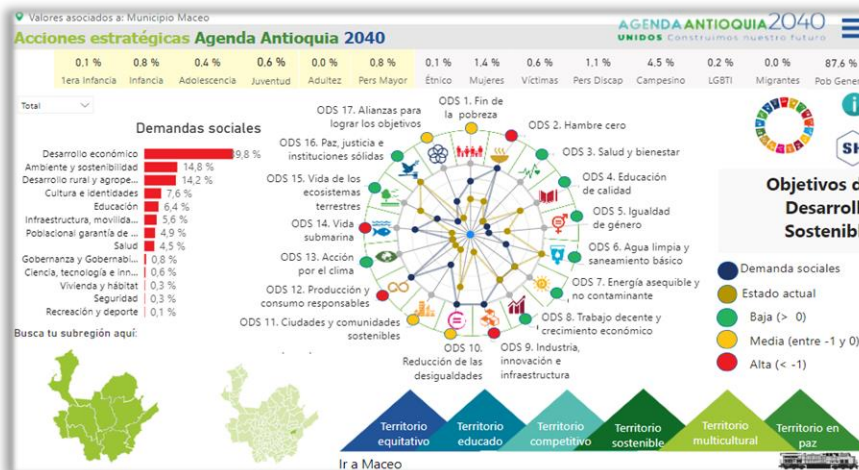 Valores asociados a: Municipio Maceo
Acciones estratégicas Agenda Antioquia 2040
AGENDA ANTIOQUIA 2040
UNIDOS Construimos nuestro futuro
0,1 % 0,8 % 0,4 % 0,6 % 0.0 % 0,8 % 0,1 % 1,4 % 0,6 % 1,1 % 4,5 % 0.2 % 0.0 % 87,6 %
1era Infancia Infancia Adolescencia Juventud Adultez Pers Mayor Étnico Mujeres Víctimas Pers Discap Campesino LGBTI Migrantes Pob Gener
Total
Demandas sociales
Desarrollo económico 9,8 %
Ambiente y sostenibilidad 14,8 %
Desarrollo rural y agrope... 14,2 %
Cultura e identidades 7,6 %
Educación 6,4 %
Infraestructura, movilida... 5,6 %
Poblacional garantía de ... 4,9 %
Salud 4,5 %
Gobernanza y Gobernabi... 0,8 %
Ciencia, tecnología e inn... 0,6 %
Vivienda y hábitat 0,3 %
Seguridad 0,3 %
Recreación y deporte 0,1 %
Busca tu subregión aquí:
ODS 1. Fin de
la pobreza
ODS 2. Hambre cero
ODS 3. Salud y bienestar
ODS 4. Educación
de calidad
ODS 5. Igualdad
de género
ODS 6. Agua limpia y
saneamiento básico
ODS 7. Energía asequible y
no contaminante
ODS 8. Trabajo decente y
crecimiento económico
ODS 9. Industria,
innovación e
infraestructura
ODS 10.
Reducción de las
desigualdades
ODS 11. Ciudades y comunidades
sostenibles
ODS 12. Producción y
consumo responsables
ODS 13. Acción
por el clima
ODS 14. Vida
submarina
ODS 15. Vida de los
ecosistemas
terrestres
ODS 16. Paz, justicia e
instituciones sólidas
ODS 17. Alianzas para
lograr los objetivos
i
SH
Objetivos d
Desarroll
Sostenibl
Demanda sociales
Estado actual
Baja (> 0)
Media (entre -1 y 0)
Alta (< -1)
Territorio
equitativo
Territorio
educado
Territorio
competitivo
Territorio
sostenible
Territorio
multicultural
Territorio en
paz
Ir a Maceo